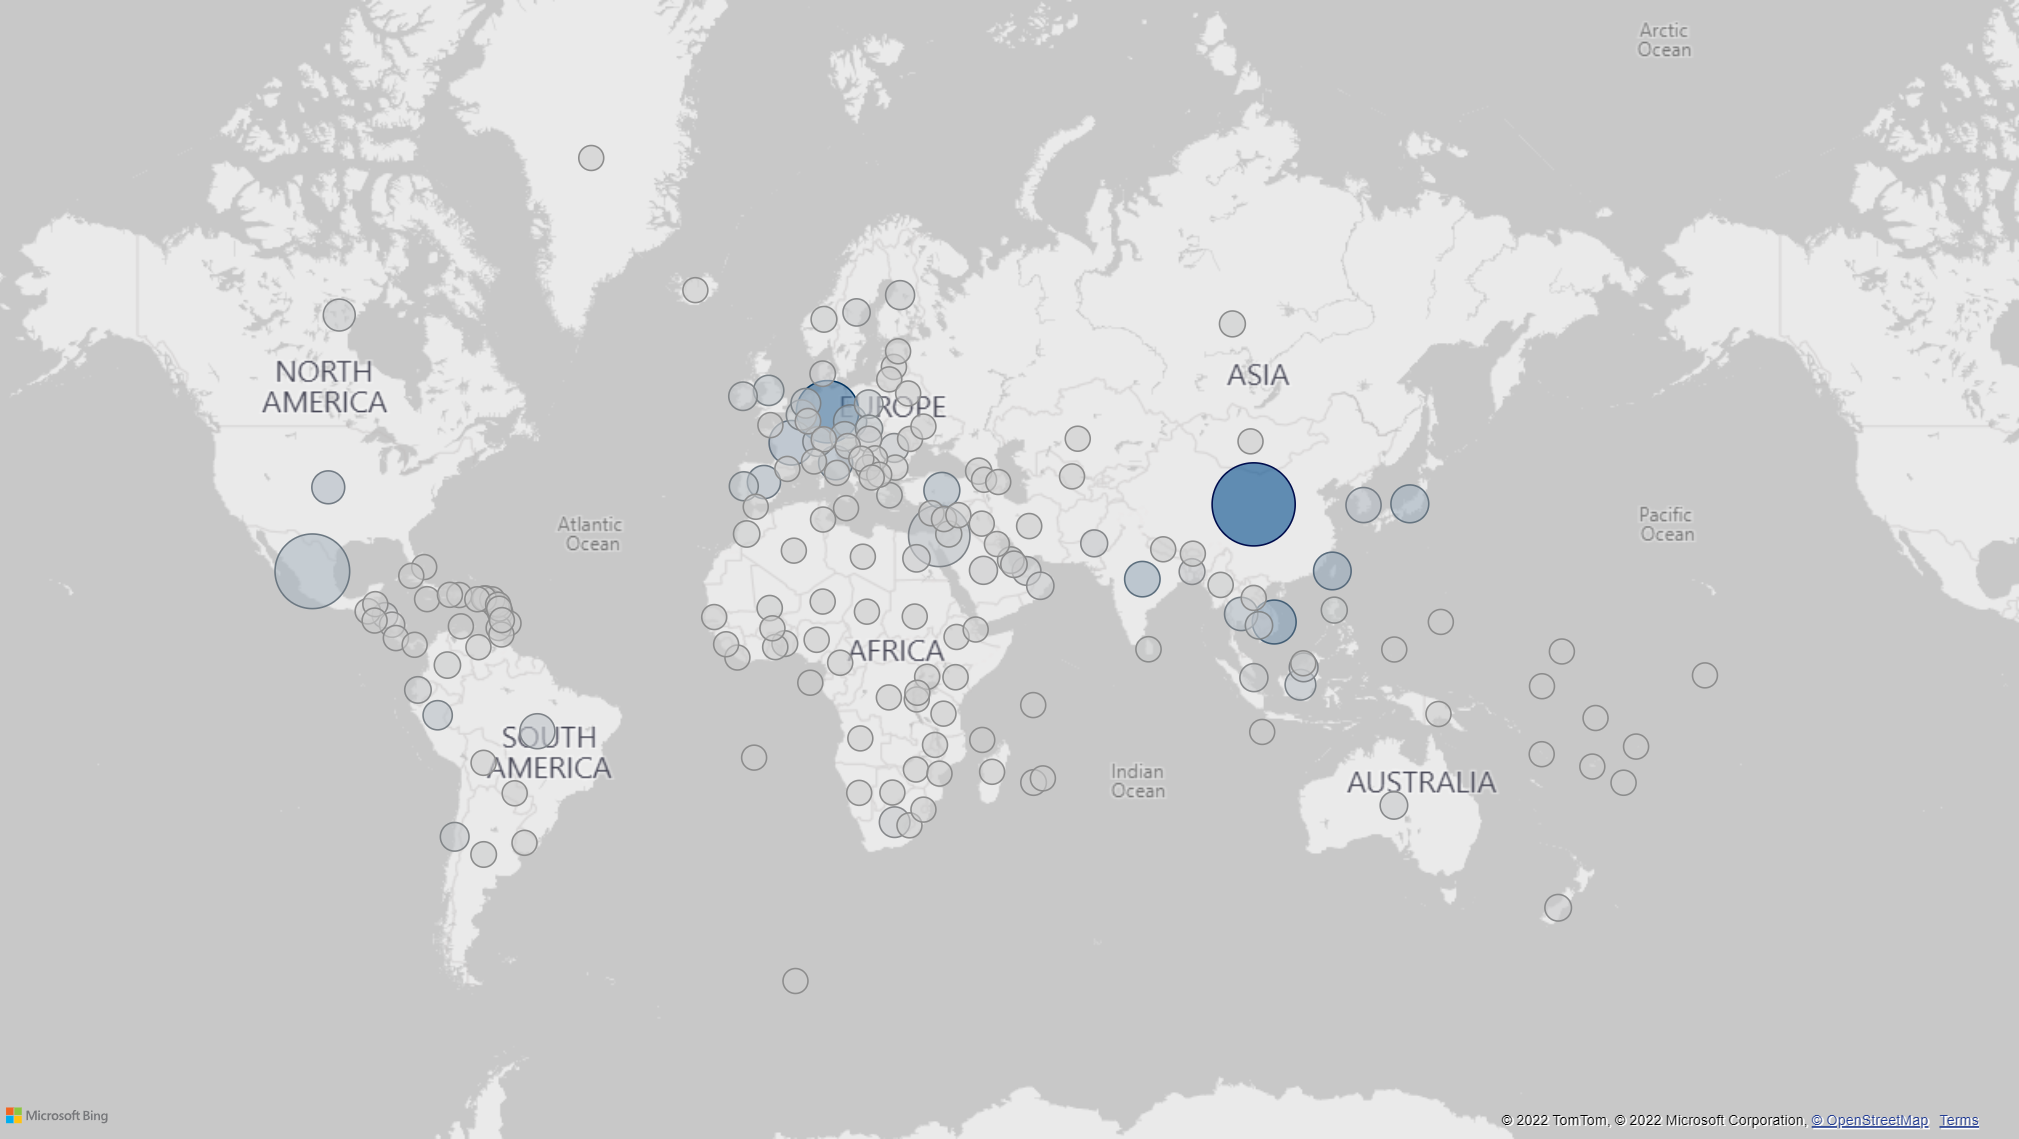 Arctic
Ocean
NORTH
AMERICA
EUROPE
ASIA
Atlantic
Ocean
Pacific
Ocean
AFRICA
SOUTH
AMERICA
Indian
Ocean
AUSTRALIA
Microsoft Bing
© 2022 TomTom, © 2022 Microsoft Corporation, © OpenStreetMap Terms